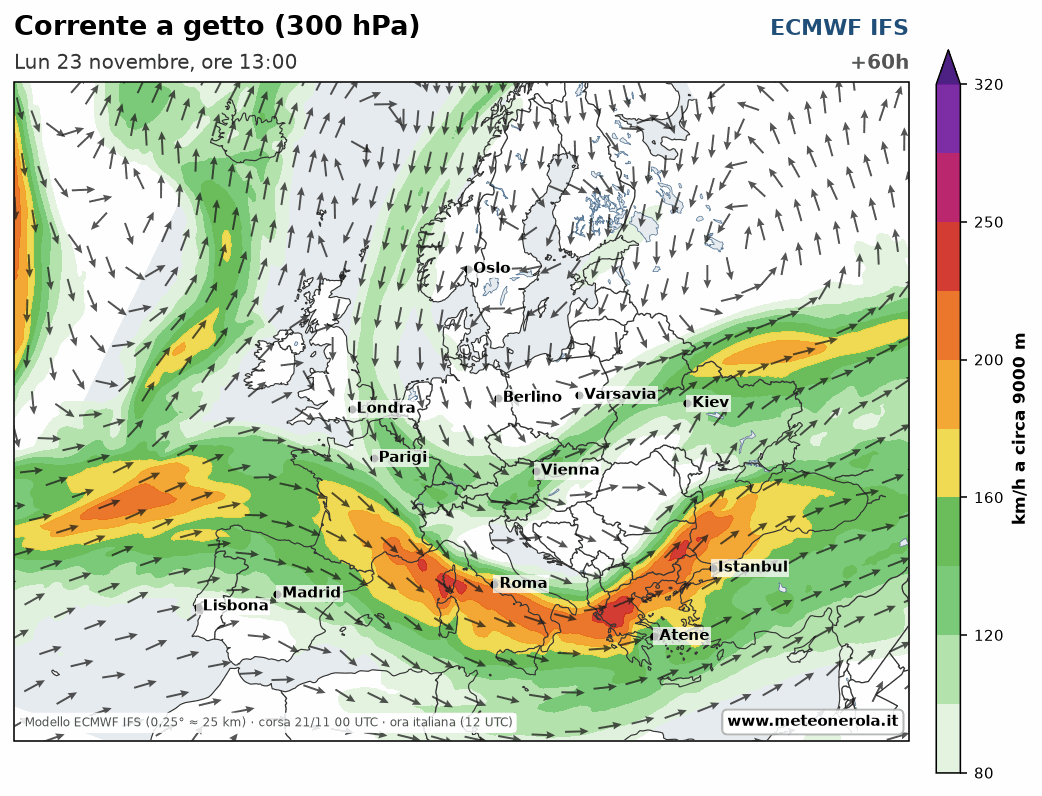 Corrente a getto (300 hPa)
ECMWF IFS
Lun 23 novembre, ore 13:00
+60h
320
250
200
160
120
80
km/h a circa 9000 m
Oslo
Berlino
Varsavia
Londra
Kiev
Parigi
Vienna
Istanbul
Roma
Madrid
Lisbona
Atene
Modello ECMWF IFS (0,25° ≈ 25 km) · corsa 21/11 00 UTC · ora italiana (12 UTC)
www.meteonerola.it